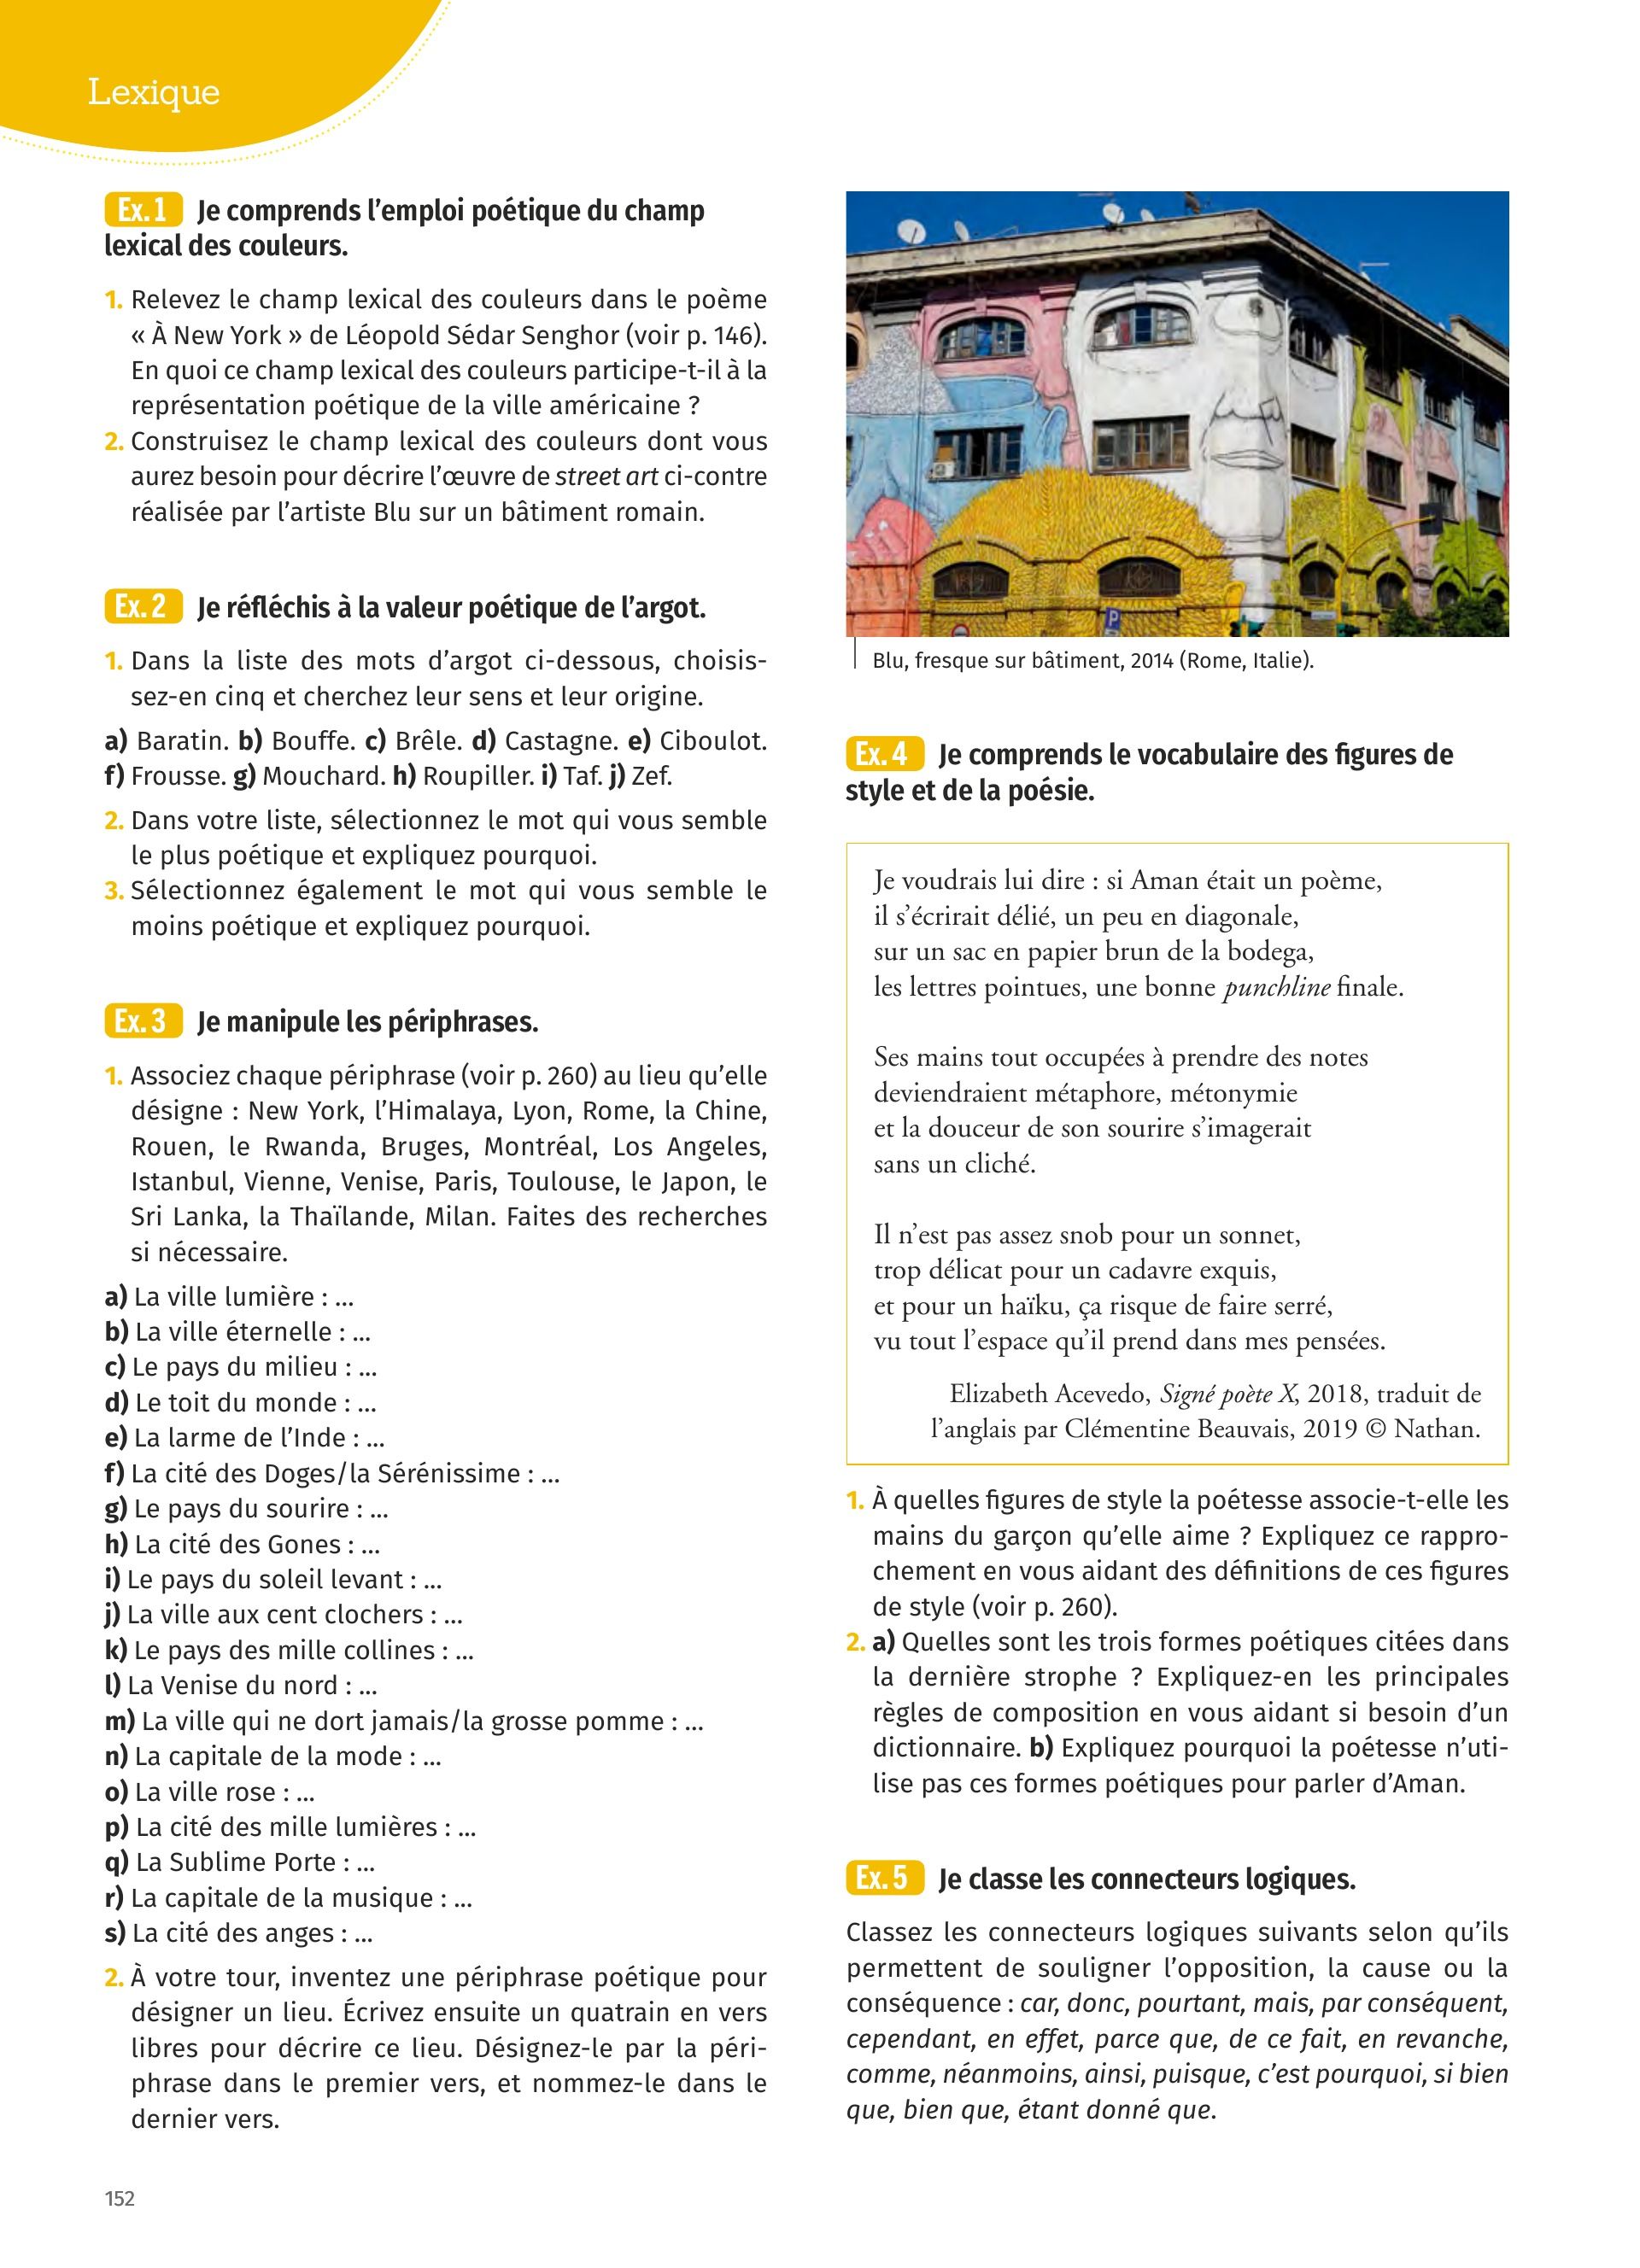 Lexique
Ex. 1 Je comprends l’emploi poétique du champ
lexical des couleurs.
1. Relevez le champ lexical des couleurs dans le poème
« À New York » de Léopold Sédar Senghor (voir p. 146).
En quoi ce champ lexical des couleurs participe-t-il à la
représentation poétique de la ville américaine ?
2. Construisez le champ lexical des couleurs dont vous
aurez besoin pour décrire l’œuvre de street art ci-contre
réalisée par l’artiste Blu sur un bâtiment romain.
Ex. 2 Je réfléchis à la valeur poétique de l’argot.
1. Dans la liste des mots d’argot ci-dessous, choisis-
sez-en cinq et cherchez leur sens et leur origine.
a) Baratin. b) Bouffe. c) Brêle. d) Castagne. e) Ciboulot.
f) Frousse. g) Mouchard. h) Roupiller. i) Taf. j) Zef.
2. Dans votre liste, sélectionnez le mot qui vous semble
le plus poétique et expliquez pourquoi.
3. Sélectionnez également le mot qui vous semble le
moins poétique et expliquez pourquoi.
Ex. 3 Je manipule les périphrases.
1. Associez chaque périphrase (voir p. 260) au lieu qu’elle
désigne : New York, l’Himalaya, Lyon, Rome, la Chine,
Rouen, le Rwanda, Bruges, Montréal, Los Angeles,
Istanbul, Vienne, Venise, Paris, Toulouse, le Japon, le
Sri Lanka, la Thaïlande, Milan. Faites des recherches
si nécessaire.
a) La ville lumière : ...
b) La ville éternelle : ...
c) Le pays du milieu : ...
d) Le toit du monde : ...
e) La larme de l’Inde : ...
f) La cité des Doges/la Sérénissime : ...
g) Le pays du sourire : ...
h) La cité des Gones : ...
i) Le pays du soleil levant : ...
j) La ville aux cent clochers : ...
k) Le pays des mille collines : ...
l) La Venise du nord : ...
m) La ville qui ne dort jamais/la grosse pomme : ...
n) La capitale de la mode : ...
o) La ville rose : ...
p) La cité des mille lumières : ...
q) La Sublime Porte : ...
r) La capitale de la musique : ...
s) La cité des anges : ...
2. À votre tour, inventez une périphrase poétique pour
désigner un lieu. Écrivez ensuite un quatrain en vers
libres pour décrire ce lieu. Désignez-le par la péri-
phrase dans le premier vers, et nommez-le dans le
dernier vers.
P
Blu, fresque sur bâtiment, 2014 (Rome, Italie).
Ex. 4 Je comprends le vocabulaire des figures de
style et de la poésie.
Je voudrais lui dire : si Aman était un poème,
il s’écrirait délié, un peu en diagonale,
sur un sac en papier brun de la bodega,
les lettres pointues, une bonne punchline finale.
Ses mains tout occupées à prendre des notes
deviendraient métaphore, métonymie
et la douceur de son sourire s’imagerait
sans un cliché.
Il n’est pas assez snob pour un sonnet,
trop délicat pour un cadavre exquis,
et pour un haïku, ça risque de faire serré,
vu tout l’espace qu’il prend dans mes pensées.
Elizabeth Acevedo, Signé poète X, 2018, traduit de
l’anglais par Clémentine Beauvais, 2019 © Nathan.
1. À quelles figures de style la poétesse associe-t-elle les
mains du garçon qu’elle aime ? Expliquez ce rappro-
chement en vous aidant des définitions de ces figures
de style (voir p. 260).
2. a) Quelles sont les trois formes poétiques citées dans
la dernière strophe ? Expliquez-en les principales
règles de composition en vous aidant si besoin d’un
dictionnaire. b) Expliquez pourquoi la poétesse n’uti-
lise pas ces formes poétiques pour parler d’Aman.
Ex. 5 Je classe les connecteurs logiques.
Classez les connecteurs logiques suivants selon qu’ils
permettent de souligner l’opposition, la cause ou la
conséquence : car, donc, pourtant, mais, par conséquent,
cependant, en effet, parce que, de ce fait, en revanche,
comme, néanmoins, ainsi, puisque, c’est pourquoi, si bien
que, bien que, étant donné que.
152